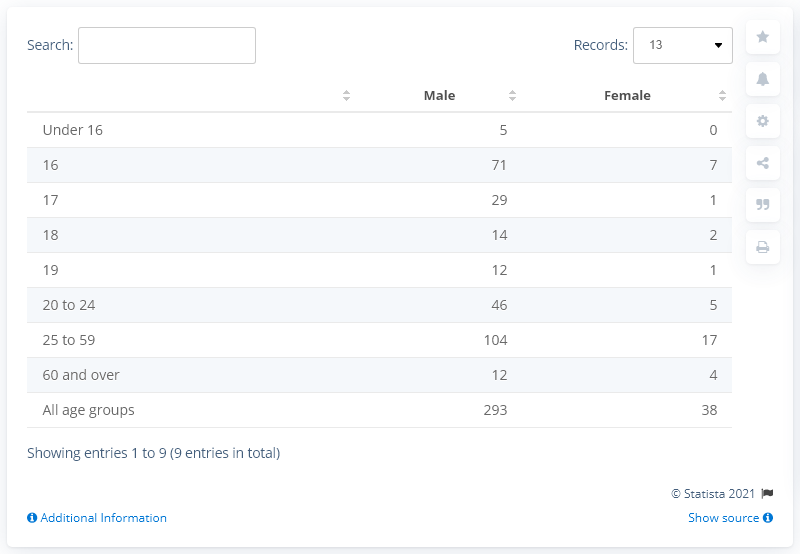 Search:
Records: 13
Male Female
Under 16 5 0
16 71 7
17 29 1
18 14 2
19 12 1
20 to 24 46 5
25 to 59 104 17
60 and over 12 4
All age groups 293 38
Showing entries 1 to 9 (9 entries in total)
© Statista 2021
Additional Information Show source